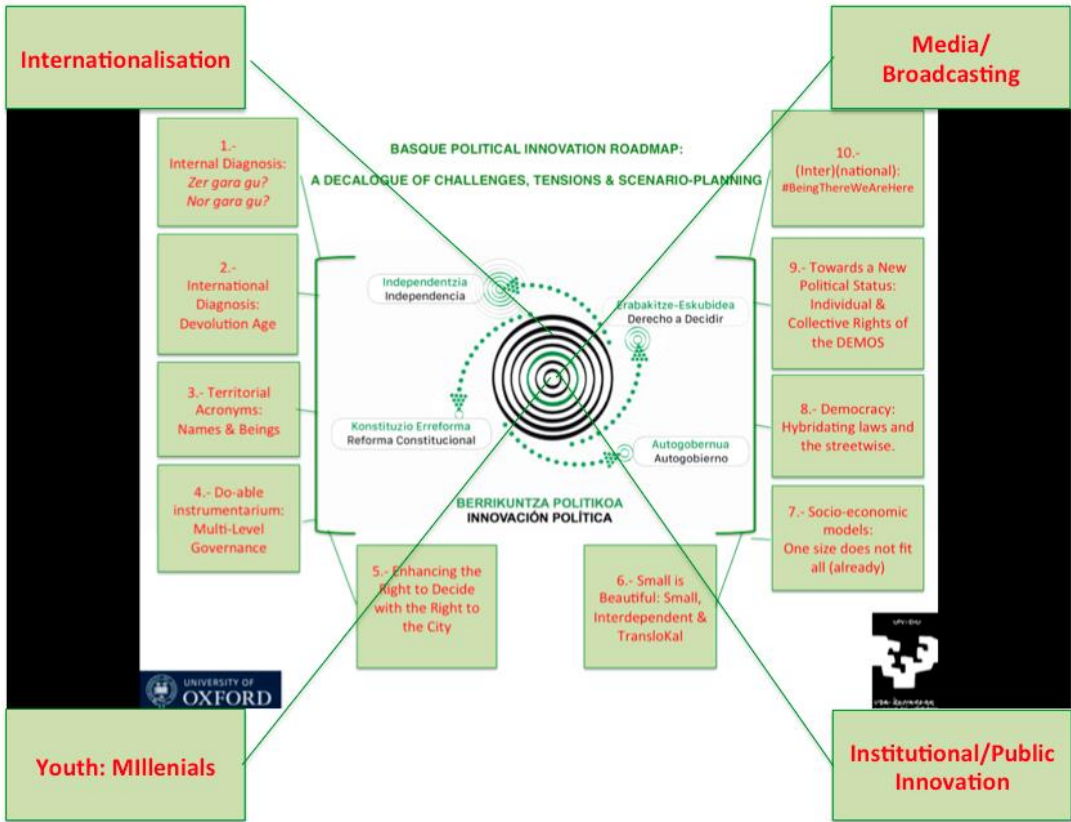 Internationalisation
Media/
Broadcasting
BASQUE POLITICAL INNOVATION ROADMAP:
A DECALOGUE OF CHALLENGES, TENSIONS & SCENARIO-PLANNING
1.-
Internal Diagnosis:
Zer gara gu?
Nor gara gu?
2.-
International
Diagnosis:
Devolution Age
3.- Territorial
Acronyms:
Names & Beings
4.- Do-able
instrumentarium:
Multi-Level
Governance
5.- Enhancing the
Right to Decide
with the Right to
the City
6.- Small is
Beautiful: Small,
Interdependent &
TransloKal
7.- Socio-economic
models:
One size does not fit
all (already)
8.- Democracy:
Hybridating laws and
the streetwise.
9.- Towards a New
Political Status:
Individual &
Collective Rights of
the DEMOS
10.-
(Inter)(national):
#BeingThereWeAreHere
Independentzia
Independencia
Erabakitze-Eskubidea
Derecho a Decidir
Konstituzio Erreforma
Reforma Constitucional
Autogobernua
Autogobierno
BERRIKUNTZA POLITIKOA
INNOVACIÓN POLÍTICA
UNIVERSITY OF
OXFORD
Youth: MIllenials
Institutional/Public
Innovation